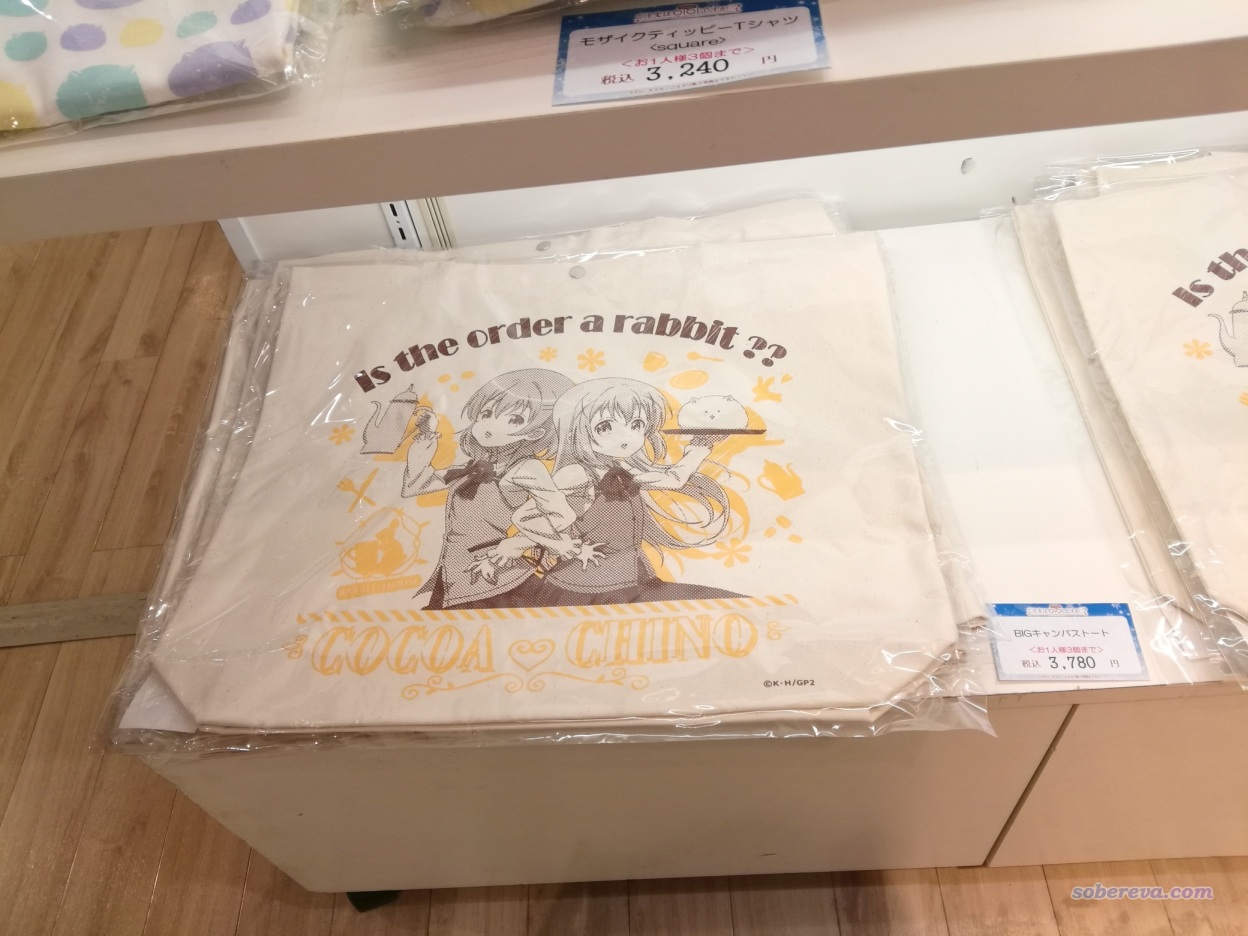 モザイクティッピーTシャツ
<square>
<お1人様3個まで>
税込 3,240 円
is the order a rabbit ??
is th
COCOA CHINO
©K・H/GP2
BIGキャンバストート
<お1人様3個まで>
税込 3,780 円
sobereva.com